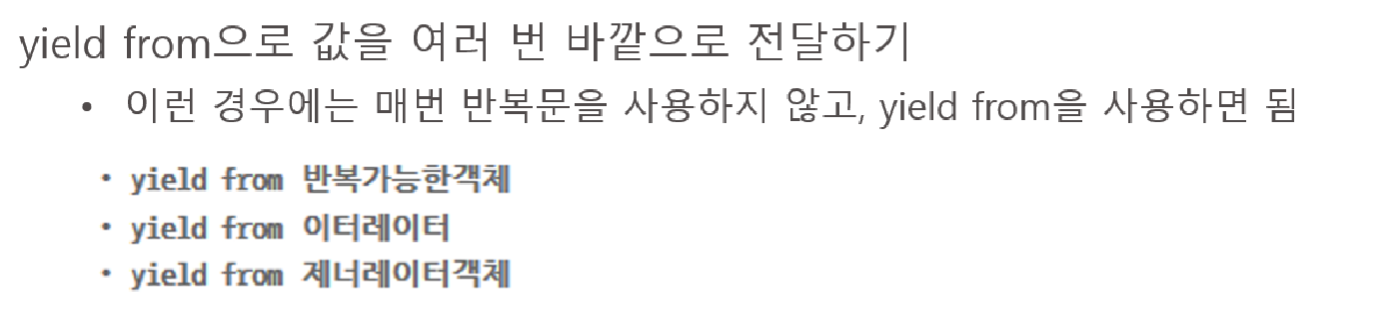 yield from으로 값을 여러 번 바깥으로 전달하기
• 이런 경우에는 매번 반복문을 사용하지 않고, yield from을 사용하면 됨
• yield from 반복가능한객체
• yield from 이터레이터
• yield from 제너레이터객체